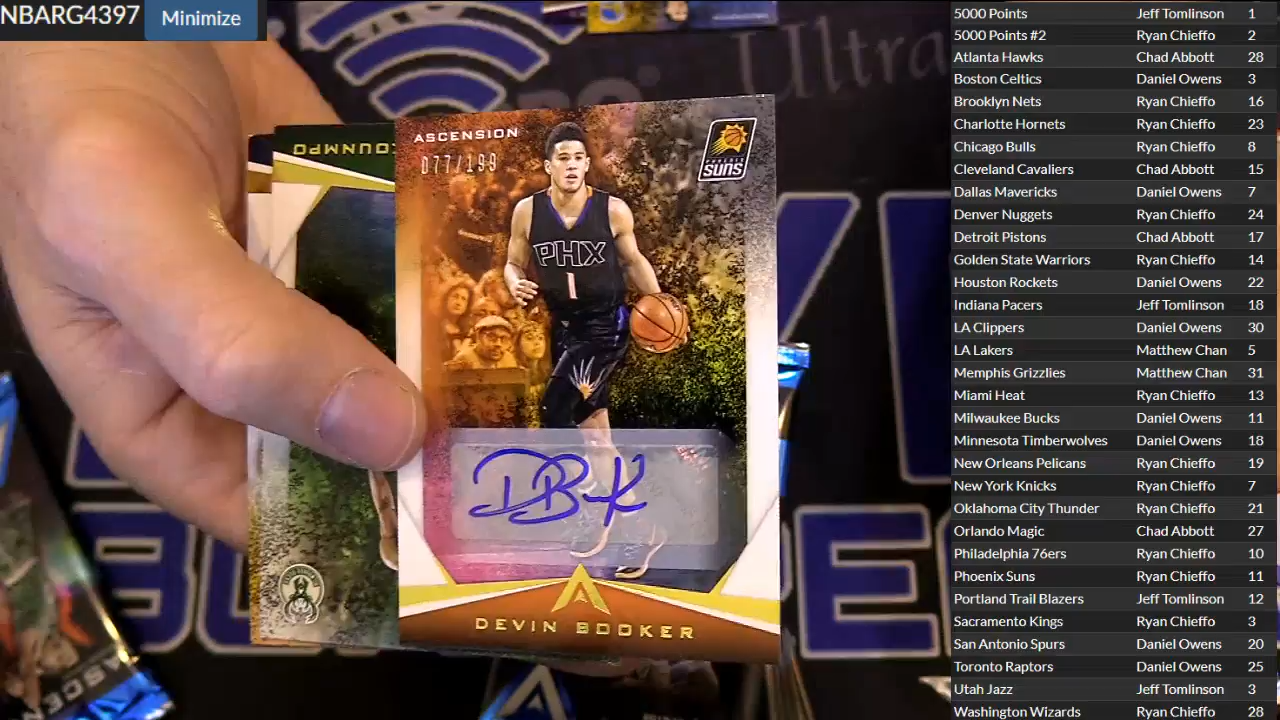 NBARG4397 Minimize
Ultra
ASCENSION
077/199
PHOENIX
SUNS
PHX
1
DEVIN BOOKER
5000 Points Jeff Tomlinson 1
5000 Points #2 Ryan Chieffo 2
Atlanta Hawks Chad Abbott 28
Boston Celtics Daniel Owens 3
Brooklyn Nets Ryan Chieffo 16
Charlotte Hornets Ryan Chieffo 23
Chicago Bulls Ryan Chieffo 8
Cleveland Cavaliers Chad Abbott 15
Dallas Mavericks Daniel Owens 7
Denver Nuggets Ryan Chieffo 24
Detroit Pistons Chad Abbott 17
Golden State Warriors Ryan Chieffo 14
Houston Rockets Daniel Owens 22
Indiana Pacers Jeff Tomlinson 18
LA Clippers Daniel Owens 30
LA Lakers Matthew Chan 5
Memphis Grizzlies Matthew Chan 31
Miami Heat Ryan Chieffo 13
Milwaukee Bucks Daniel Owens 11
Minnesota Timberwolves Daniel Owens 18
New Orleans Pelicans Ryan Chieffo 19
New York Knicks Ryan Chieffo 7
Oklahoma City Thunder Ryan Chieffo 21
Orlando Magic Chad Abbott 27
Philadelphia 76ers Ryan Chieffo 10
Phoenix Suns Ryan Chieffo 11
Portland Trail Blazers Jeff Tomlinson 12
Sacramento Kings Ryan Chieffo 3
San Antonio Spurs Daniel Owens 20
Toronto Raptors Daniel Owens 25
Utah Jazz Jeff Tomlinson 3
Washington Wizards Ryan Chieffo 28